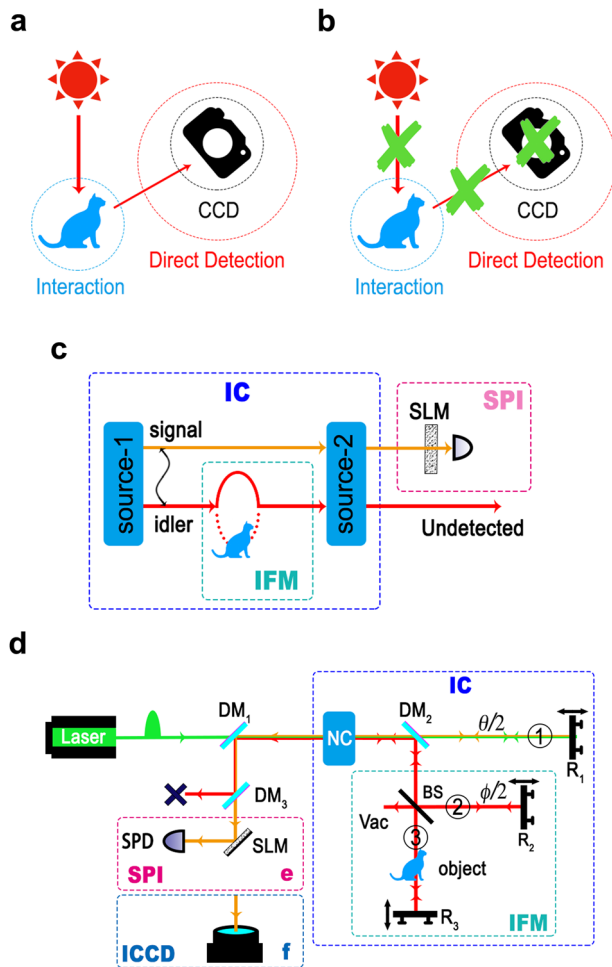 a
CCD
Direct Detection
Interaction
b
CCD
Direct Detection
Interaction
c
IC
SPI
SLM
signal
source-1
source-2
idler
IFM
Undetected
d
IC
DM1
DM2
Laser
NC
θ/2
1
R1
DM3
BS
2
ϕ/2
Vac
R2
SPD
SLM
3
object
SPI
e
R3
IFM
ICCD
f